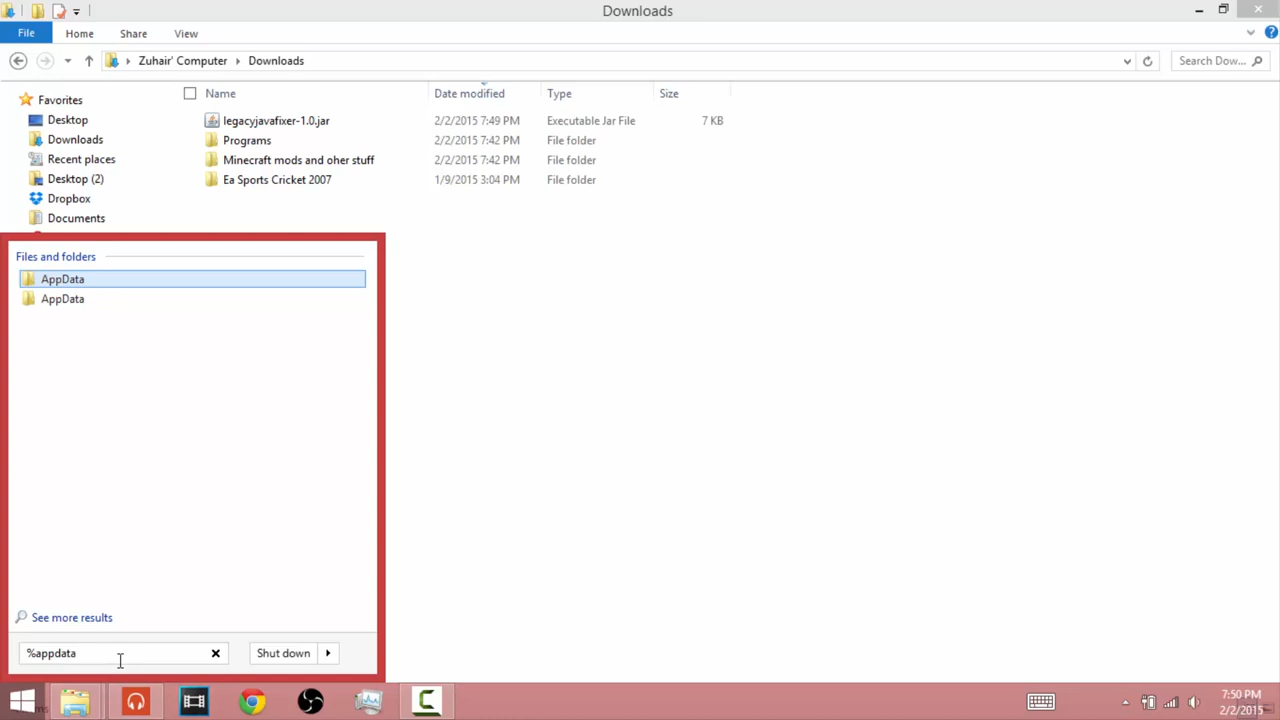 Downloads
File Home Share View
Zuhair' Computer Downloads Search Dow...
Name Date modified Type Size
legacyjavafixer-1.0.jar 2/2/2015 7:49 PM Executable Jar File 7 KB
Programs 2/2/2015 7:42 PM File folder
Minecraft mods and oher stuff 2/2/2015 7:42 PM File folder
Ea Sports Cricket 2007 1/9/2015 3:04 PM File folder
Favorites
Desktop
Downloads
Recent places
Desktop (2)
Dropbox
Documents
Files and folders
AppData
AppData
See more results
%appdata Shut down
7:50 PM
2/2/2015